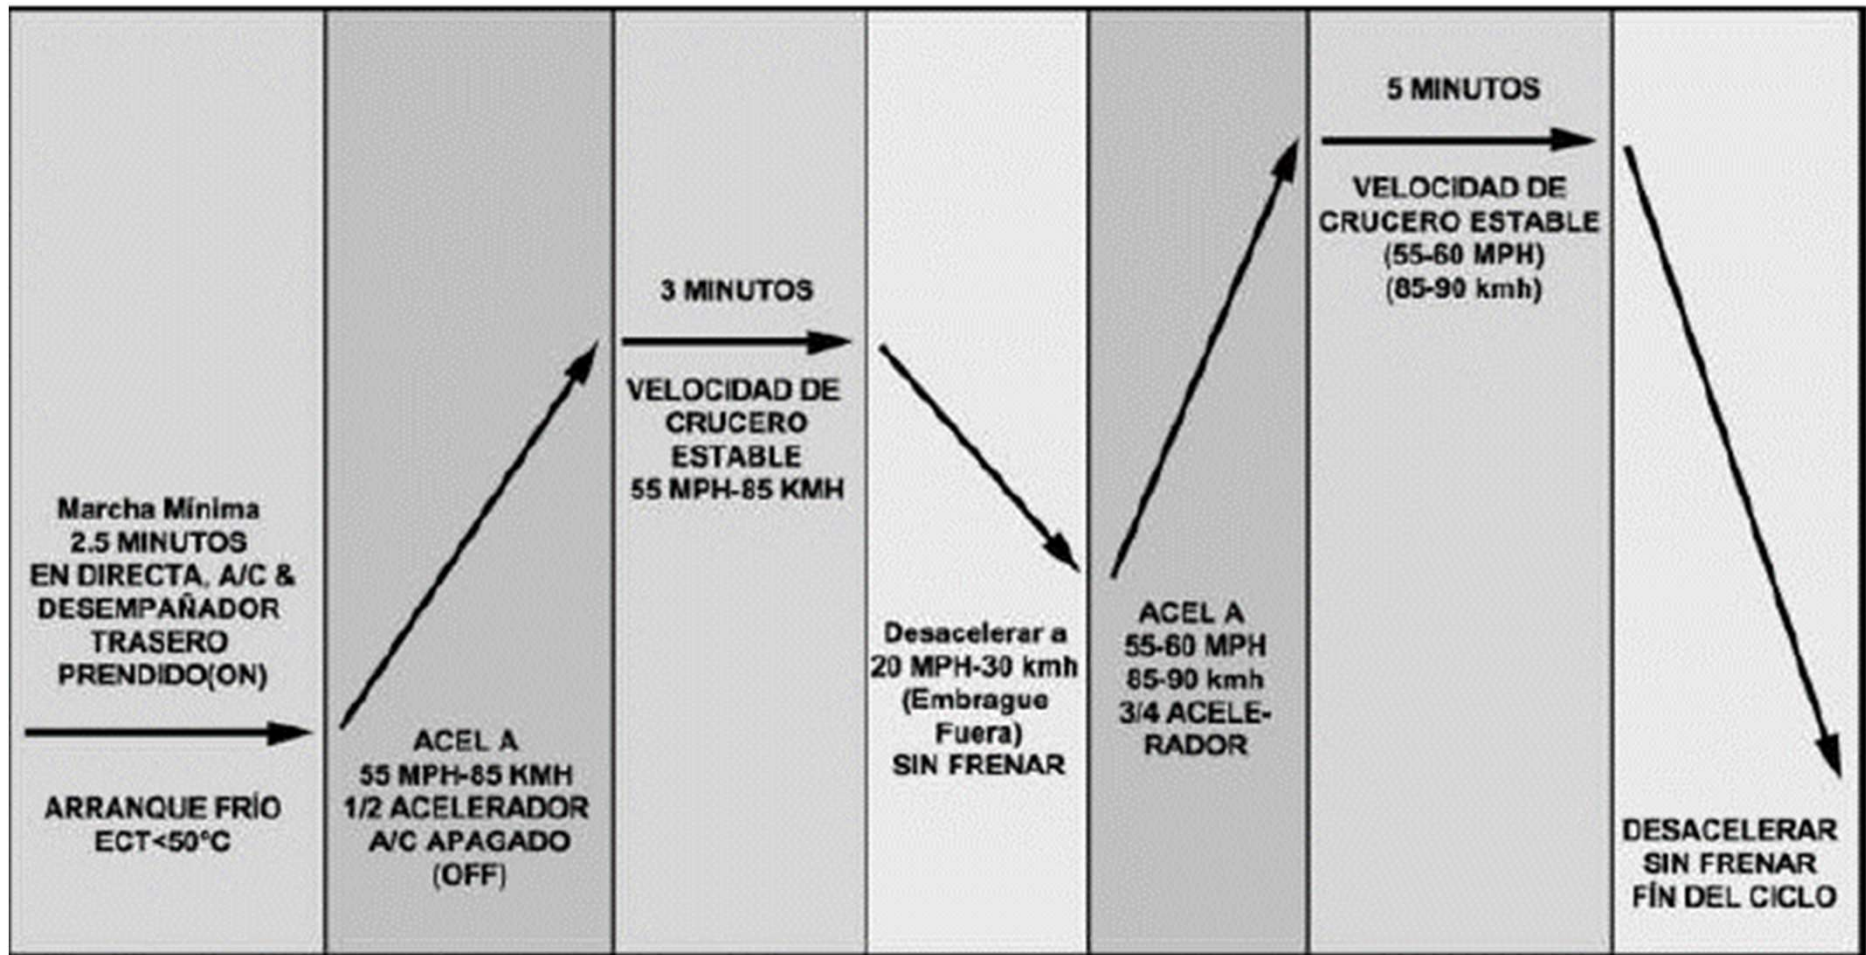 Marcha Mínima
2.5 MINUTOS
EN DIRECTA, A/C &
DESEMPAÑADOR
TRASERO
PRENDIDO(ON)
ARRANQUE FRÍO
ECT<50°C
ACEL A
55 MPH-85 KMH
1/2 ACELERADOR
A/C APAGADO
(OFF)
3 MINUTOS
VELOCIDAD DE
CRUCERO
ESTABLE
55 MPH-85 KMH
Desacelerar a
20 MPH-30 kmh
(Embrague
Fuera)
SIN FRENAR
ACEL A
55-60 MPH
85-90 kmh
3/4 ACELE-
RADOR
5 MINUTOS
VELOCIDAD DE
CRUCERO ESTABLE
(55-60 MPH)
(85-90 kmh)
DESACELERAR
SIN FRENAR
FÍN DEL CICLO